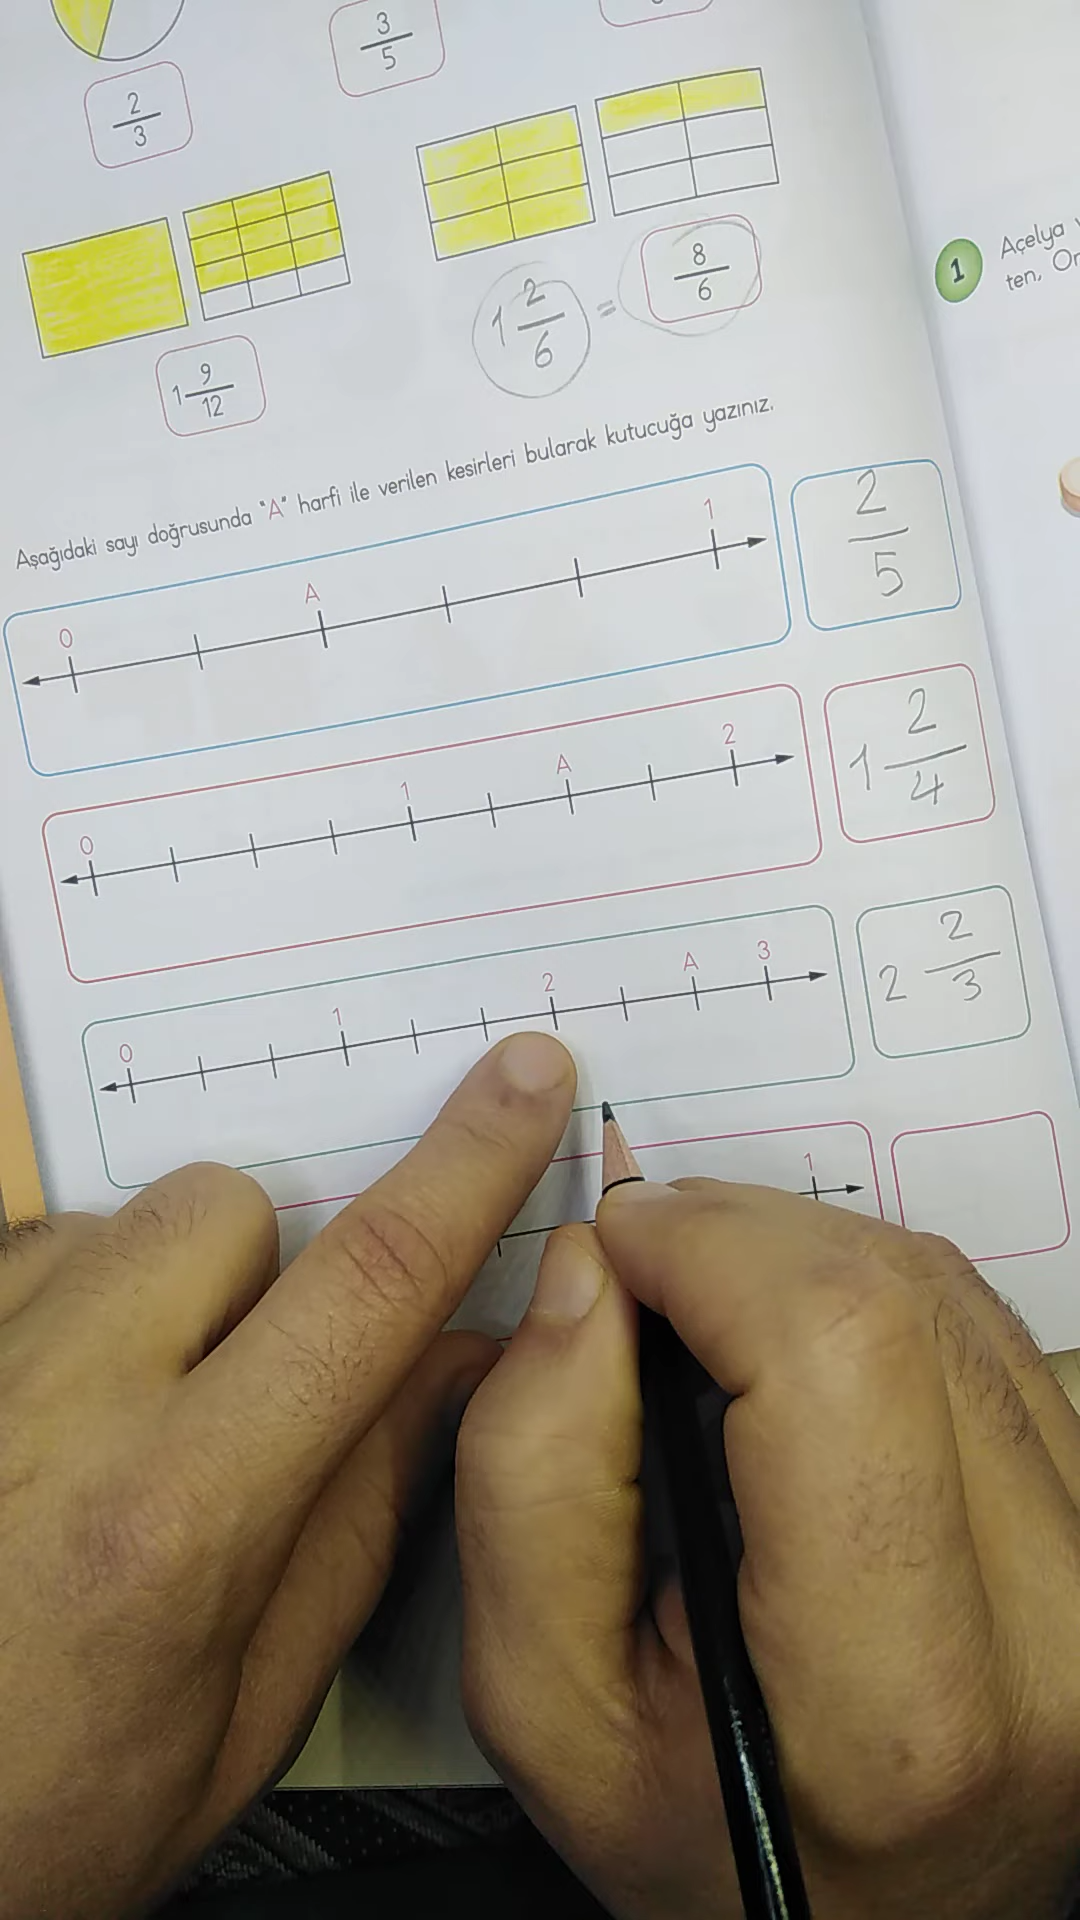 2/3
3/5
1 9/12
1 2/6 = 8/6
1
Açelya
ten, Or
Aşağıdaki sayı doğrusunda "A" harfi ile verilen kesirleri bularak kutucuğa yazınız.
0 A 1
2/5
0 1 A 2
1 2/4
0 1 2 A 3
2 2/3
1